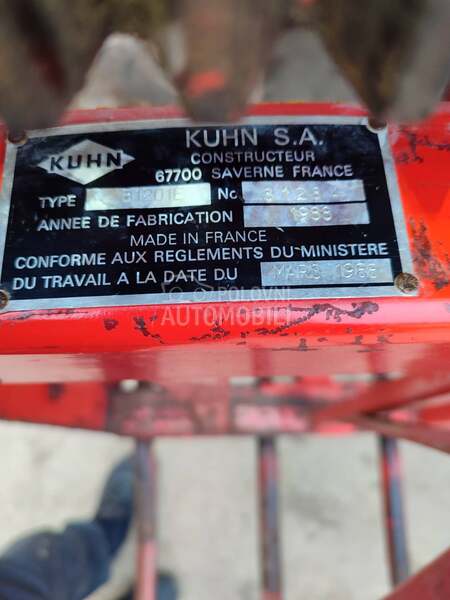 KUHN S.A.
CONSTRUCTEUR
67700 SAVERNE FRANCE
KUHN
TYPE No
ANNEE DE FABRICATION
MADE IN FRANCE
CONFORME AUX REGLEMENTS DU MINISTERE
DU TRAVAIL A LA DATE DU MARS
POLOVNI
AUTOMOBILI